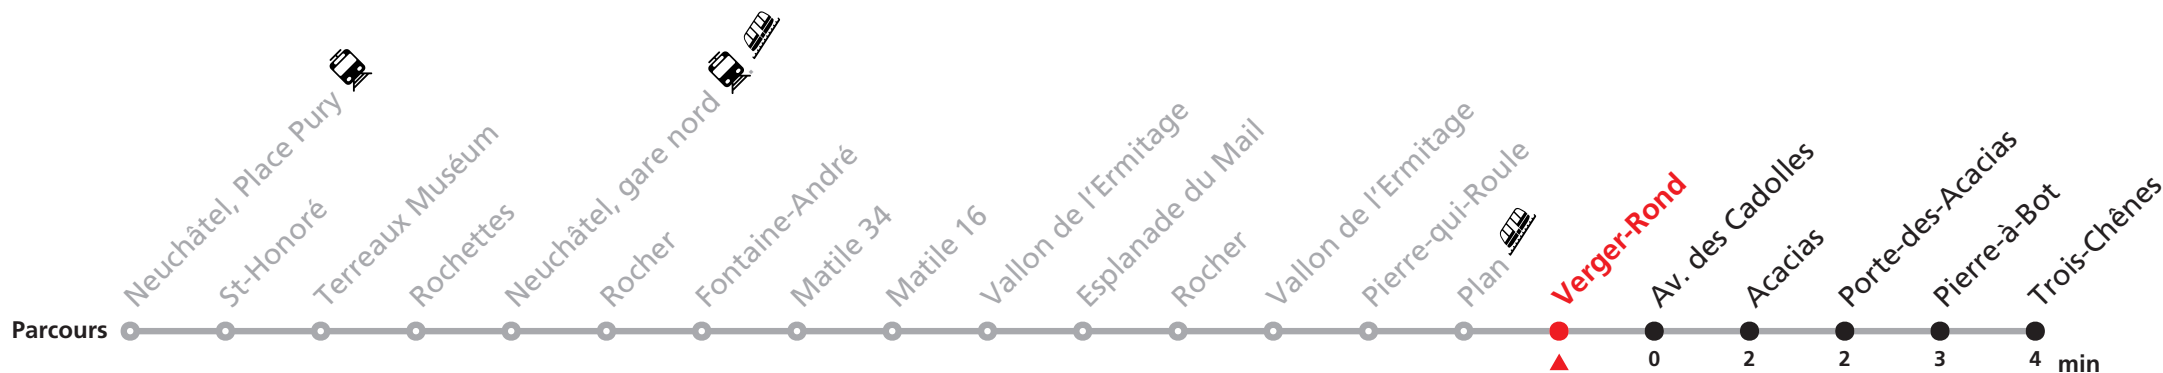 Parcours
Neuchâtel, Place Pury
St-Honoré
Terreaux Muséum
Rochettes
Neuchâtel, gare nord
Rocher
Fontaine-André
Matile 34
Matile 16
Vallon de l'Ermitage
Esplanade du Mail
Rocher
Vallon de l'Ermitage
Pierre-qui-Roule
Plan
Verger-Rond
Av. des Cadolles
Acacias
Porte-des-Acacias
Pierre-à-Bot
Trois-Chênes
0 2 2 3 4 min